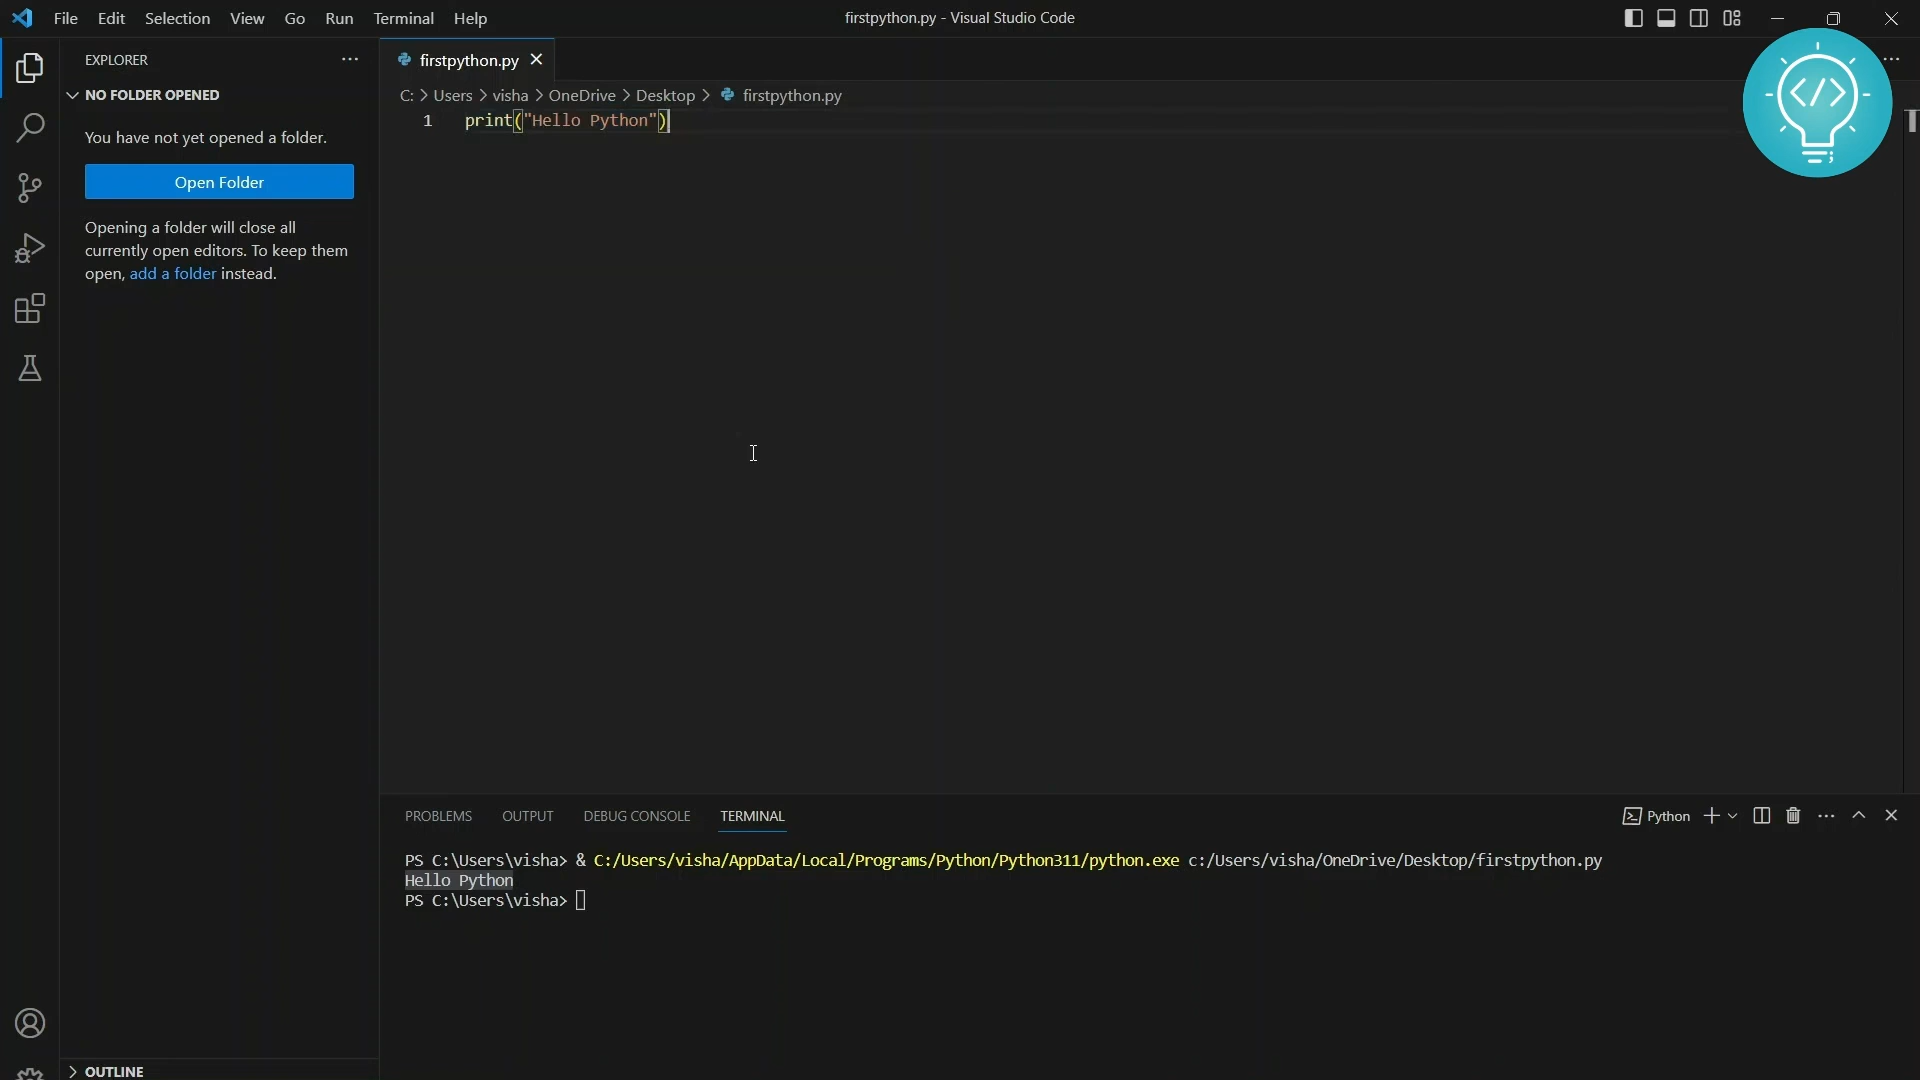 File Edit Selection View Go Run Terminal Help
firstpython.py - Visual Studio Code
EXPLORER
NO FOLDER OPENED
You have not yet opened a folder.
Open Folder
Opening a folder will close all
currently open editors. To keep them
open, add a folder instead.
OUTLINE
firstpython.py
C: > Users > visha > OneDrive > Desktop > firstpython.py
1 print("Hello Python")
</>
;
PROBLEMS OUTPUT DEBUG CONSOLE TERMINAL
Python
PS C:\Users\visha> & C:/Users/visha/AppData/Local/Programs/Python/Python311/python.exe c:/Users/visha/OneDrive/Desktop/firstpython.py
Hello Python
PS C:\Users\visha>